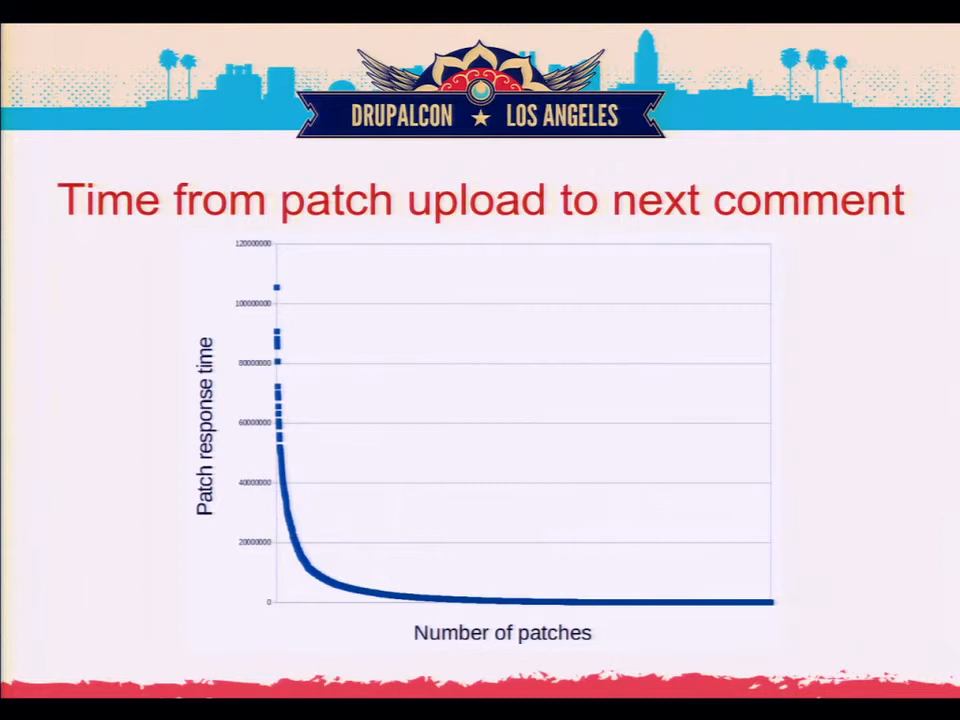 DRUPALCON ★ LOS ANGELES
Time from patch upload to next comment
120000000
100000000
80000000
60000000
40000000
20000000
0
Patch response time
Number of patches